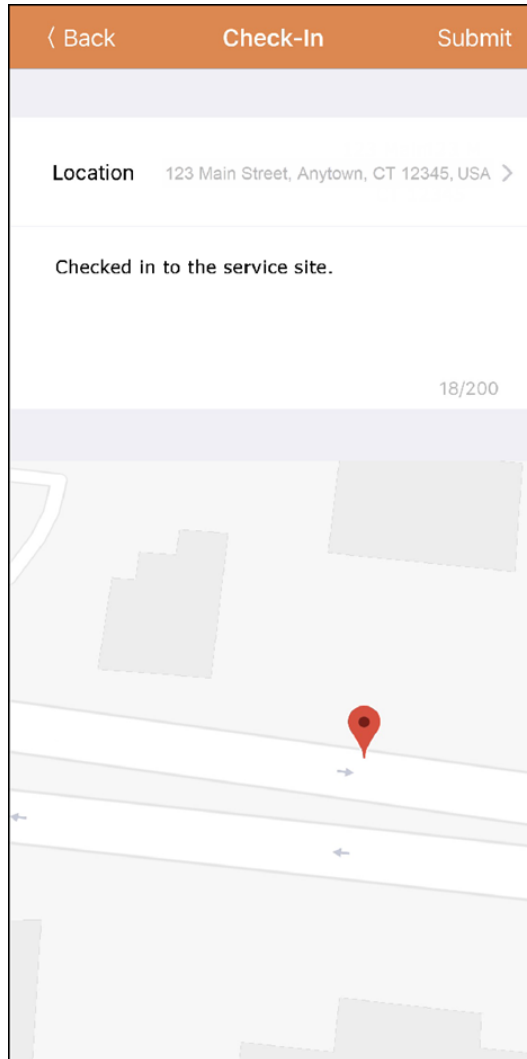 〈 Back Check-In Submit
Location 123 Main Street, Anytown, CT 12345, USA >
Checked in to the service site.
18/200